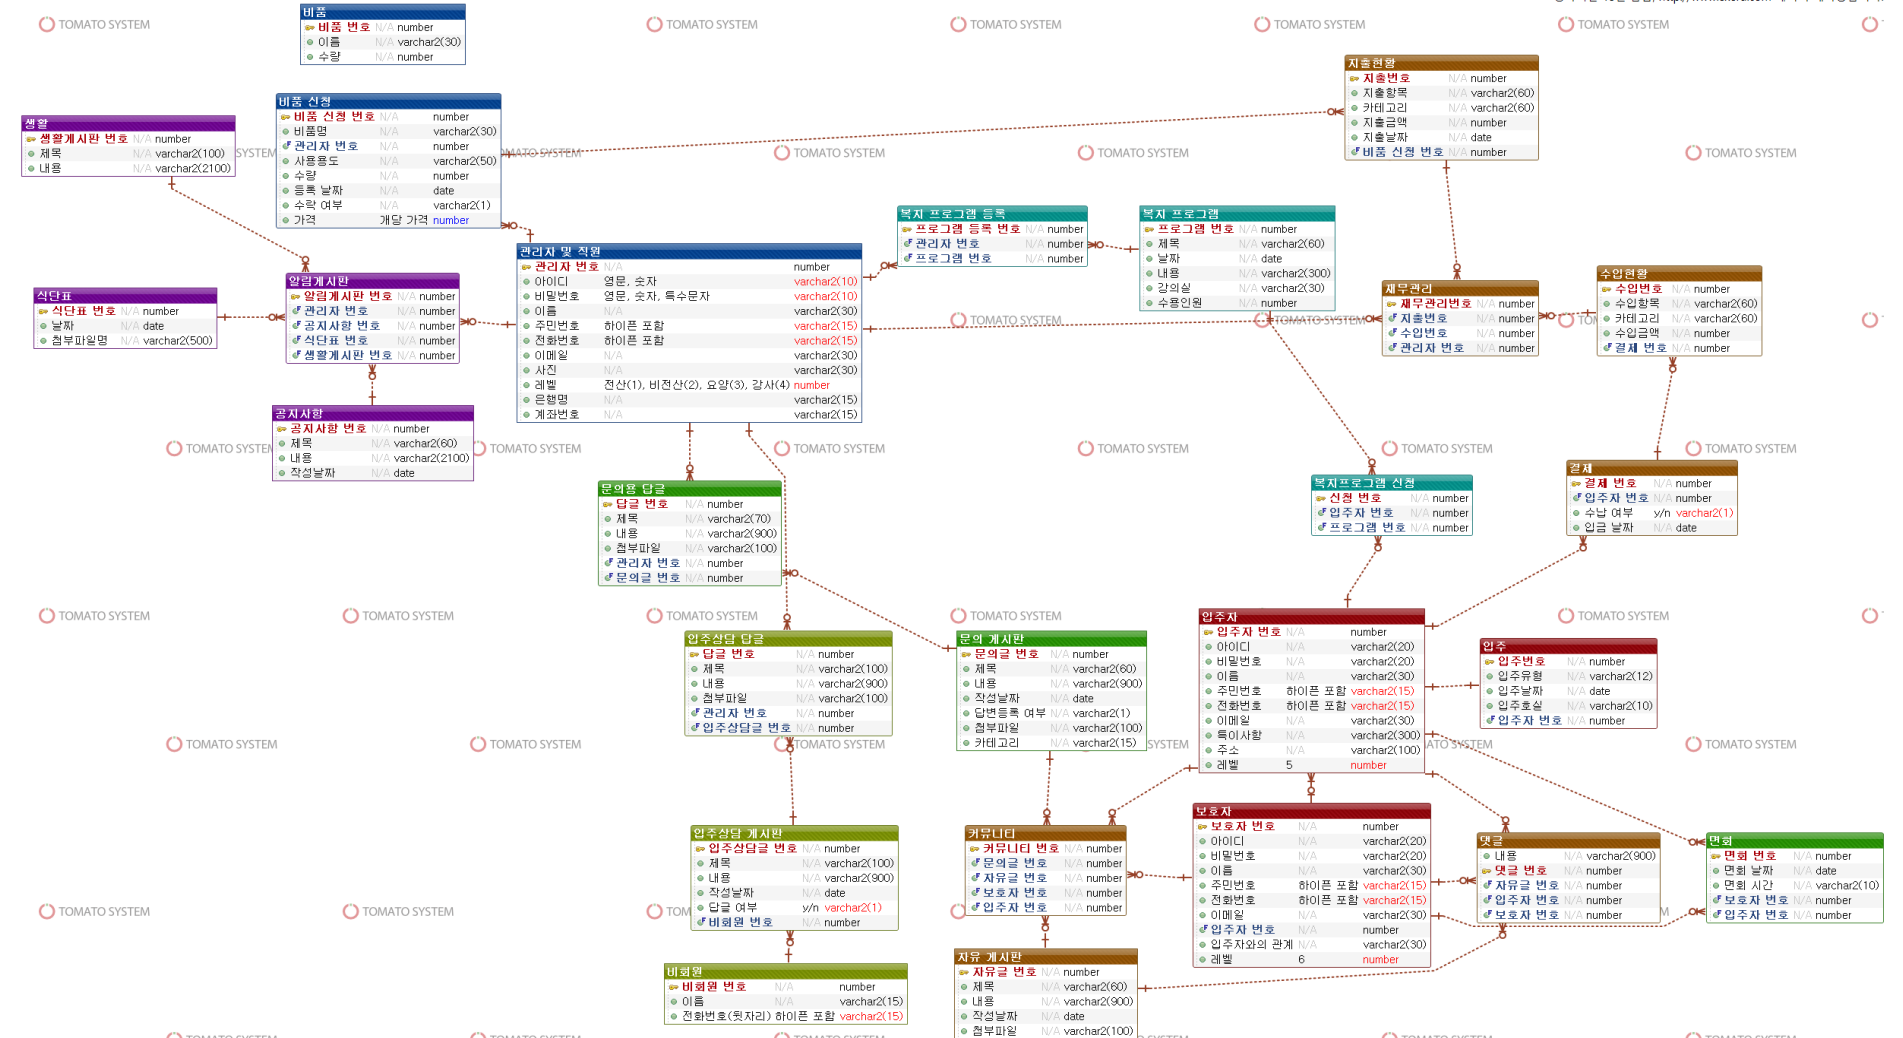 비품
비품 번호 N/A number
이름 N/A varchar2(30)
수량 N/A number
비품 신청
비품 신청 번호 N/A number
비품명 N/A varchar2(30)
관리자 번호 N/A number
사용용도 N/A varchar2(50)
수량 N/A number
등록 날짜 N/A date
수락 여부 N/A varchar2(1)
가격 개당 가격 number
생활
생활게시판 번호 N/A number
제목 N/A varchar2(100)
내용 N/A varchar2(2100)
지출현황
지출번호 N/A number
지출항목 N/A varchar2(60)
카테고리 N/A varchar2(60)
지출금액 N/A number
지출날짜 N/A date
비품 신청 번호 N/A number
관리자 및 직원
관리자 번호 N/A number
아이디 영문, 숫자 varchar2(10)
비밀번호 영문, 숫자, 특수문자 varchar2(10)
이름 N/A varchar2(30)
주민번호 하이픈 포함 varchar2(15)
전화번호 하이픈 포함 varchar2(15)
이메일 N/A varchar2(30)
사진 N/A varchar2(30)
레벨 전산(1), 비전산(2), 요양(3), 강사(4) number
은행명 N/A varchar2(15)
계좌번호 N/A varchar2(15)
복지 프로그램 등록
프로그램 등록 번호 N/A number
관리자 번호 N/A number
프로그램 번호 N/A number
복지 프로그램
프로그램 번호 N/A number
제목 N/A varchar2(60)
날짜 N/A date
내용 N/A varchar2(300)
강의실 N/A varchar2(30)
수용인원 N/A number
알림게시판
알림게시판 번호 N/A number
관리자 번호 N/A number
공지사항 번호 N/A number
식단표 번호 N/A number
생활게시판 번호 N/A number
식단표
식단표 번호 N/A number
날짜 N/A date
첨부파일명 N/A varchar2(500)
재무관리
재무관리번호 N/A number
지출번호 N/A number
수입번호 N/A number
관리자 번호 N/A number
수입현황
수입번호 N/A number
수입항목 N/A varchar2(60)
카테고리 N/A varchar2(60)
수입금액 N/A number
결제 번호 N/A number
공지사항
공지사항 번호 N/A number
제목 N/A varchar2(60)
내용 N/A varchar2(2100)
작성날짜 N/A date
문의용 답글
답글 번호 N/A number
제목 N/A varchar2(70)
내용 N/A varchar2(900)
첨부파일 N/A varchar2(100)
관리자 번호 N/A number
문의글 번호 N/A number
복지프로그램 신청
신청 번호 N/A number
입주자 번호 N/A number
프로그램 번호 N/A number
결제
결제 번호 N/A number
입주자 번호 N/A number
수납 여부 y/n varchar2(1)
입금 날짜 N/A date
입주상담 답글
답글 번호 N/A number
제목 N/A varchar2(100)
내용 N/A varchar2(900)
첨부파일 N/A varchar2(100)
관리자 번호 N/A number
입주상담글 번호 N/A number
문의 게시판
문의글 번호 N/A number
제목 N/A varchar2(60)
내용 N/A varchar2(900)
작성날짜 N/A date
답변등록 여부 N/A varchar2(1)
첨부파일 N/A varchar2(100)
카테고리 N/A varchar2(15)
입주자
입주자 번호 N/A number
아이디 N/A varchar2(20)
비밀번호 N/A varchar2(20)
이름 N/A varchar2(30)
주민번호 하이픈 포함 varchar2(15)
전화번호 하이픈 포함 varchar2(15)
이메일 N/A varchar2(30)
특이사항 N/A varchar2(300)
주소 N/A varchar2(100)
레벨 5 number
입주
입주번호 N/A number
입주유형 N/A varchar2(12)
입주날짜 N/A date
입주호실 N/A varchar2(10)
입주자 번호 N/A number
입주상담 게시판
입주상담글 번호 N/A number
제목 N/A varchar2(100)
내용 N/A varchar2(900)
작성날짜 N/A date
답글 여부 y/n varchar2(1)
비회원 번호 N/A number
커뮤니티
커뮤니티 번호 N/A number
문의글 번호 N/A number
자유글 번호 N/A number
보호자 번호 N/A number
입주자 번호 N/A number
보호자
보호자 번호 N/A number
아이디 N/A varchar2(20)
비밀번호 N/A varchar2(20)
이름 N/A varchar2(30)
주민번호 하이픈 포함 varchar2(15)
전화번호 하이픈 포함 varchar2(15)
이메일 N/A varchar2(30)
입주자 번호 N/A number
입주자와의 관계 N/A varchar2(30)
레벨 6 number
댓글
내용 N/A varchar2(900)
댓글 번호 N/A number
자유글 번호 N/A number
입주자 번호 N/A number
보호자 번호 N/A number
면회
면회 번호 N/A number
면회 날짜 N/A date
면회 시간 N/A varchar2(10)
보호자 번호 N/A number
입주자 번호 N/A number
비회원
비회원 번호 N/A number
이름 N/A varchar2(15)
전화번호(뒷자리) 하이픈 포함 varchar2(15)
자유 게시판
자유글 번호 N/A number
제목 N/A varchar2(60)
내용 N/A varchar2(900)
작성날짜 N/A date
첨부파일 N/A varchar2(100)
TOMATO SYSTEM